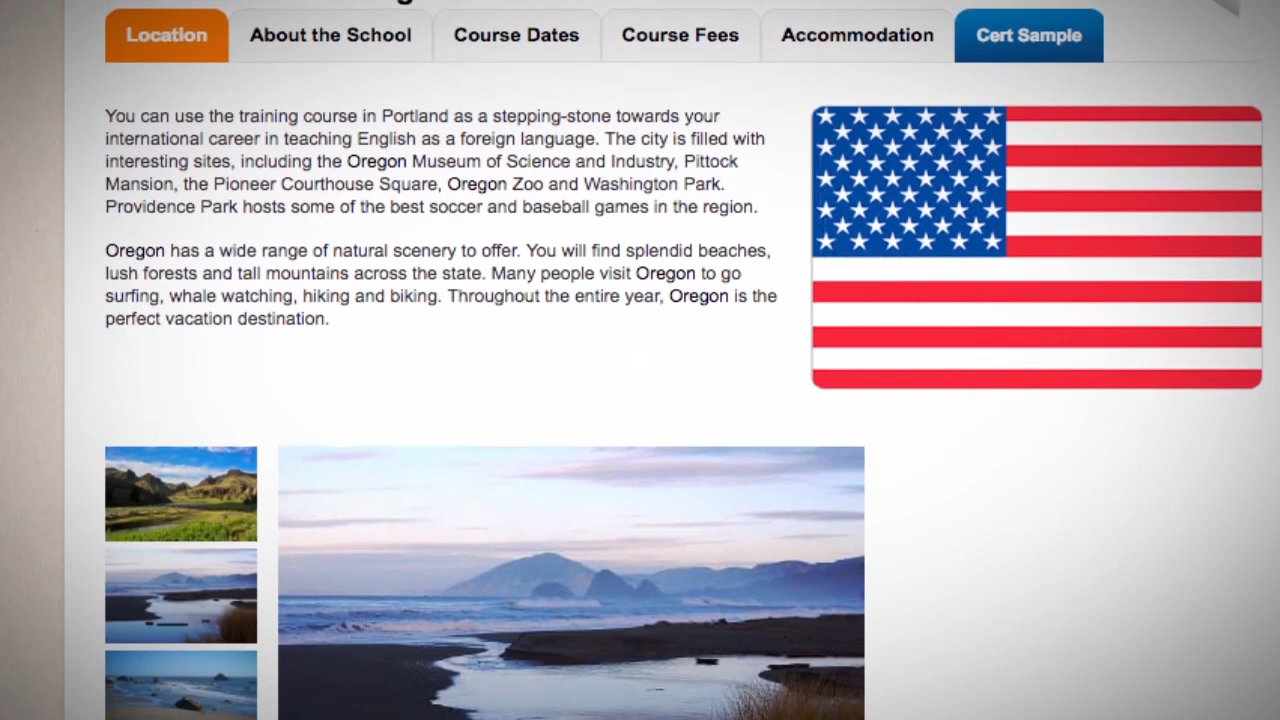 Location
About the School
Course Dates
Course Fees
Accommodation
Cert Sample
You can use the training course in Portland as a stepping-stone towards your
international career in teaching English as a foreign language. The city is filled with
interesting sites, including the Oregon Museum of Science and Industry, Pittock
Mansion, the Pioneer Courthouse Square, Oregon Zoo and Washington Park.
Providence Park hosts some of the best soccer and baseball games in the region.
Oregon has a wide range of natural scenery to offer. You will find splendid beaches,
lush forests and tall mountains across the state. Many people visit Oregon to go
surfing, whale watching, hiking and biking. Throughout the entire year, Oregon is the
perfect vacation destination.